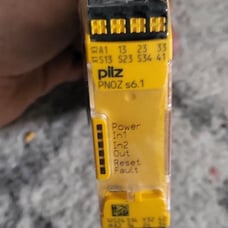 A1 13 23 33
S13 S23 S34 41
pilz
PNOZ s6.1
Power
In1
In2
Out
Reset
Fault